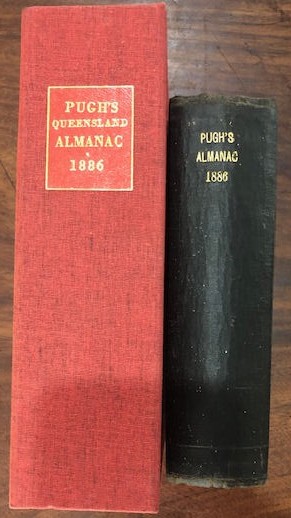 PUGH'S
QUEENSLAND
ALMANAC
1886
PUGH'S
ALMANAC
1886